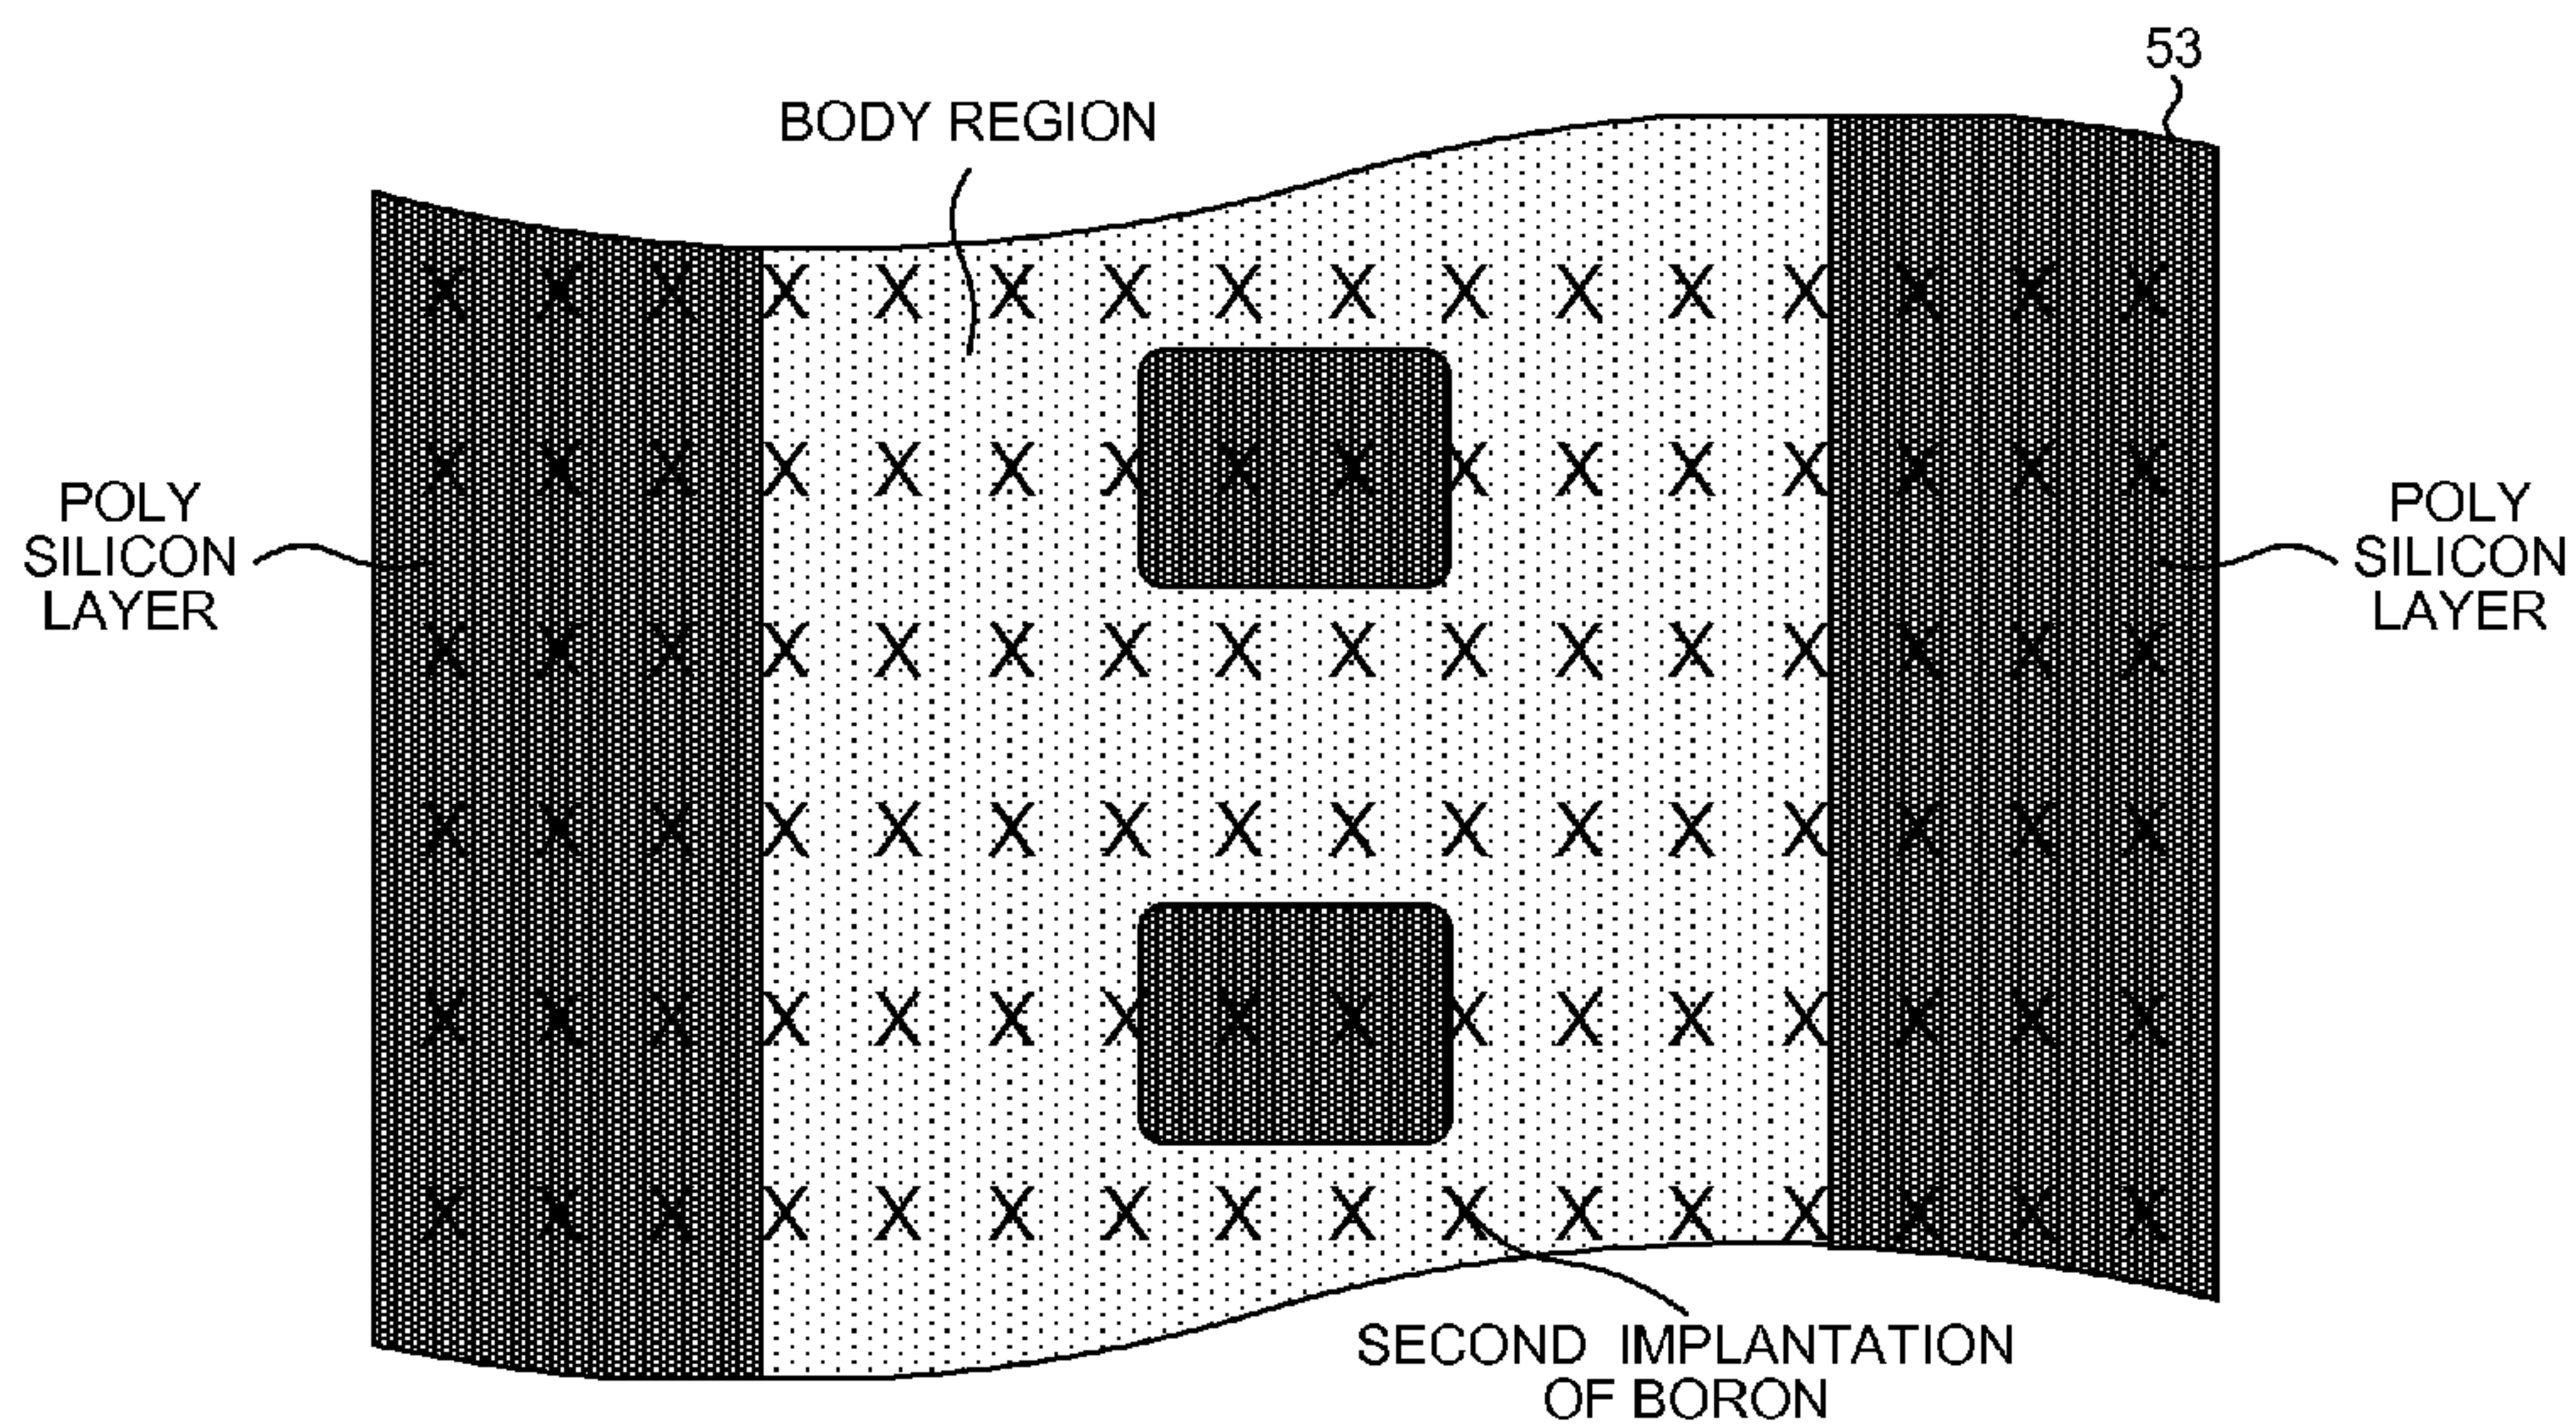 53
BODY REGION
POLY
SILICON
LAYER
POLY
SILICON
LAYER
SECOND IMPLANTATION
OF BORON